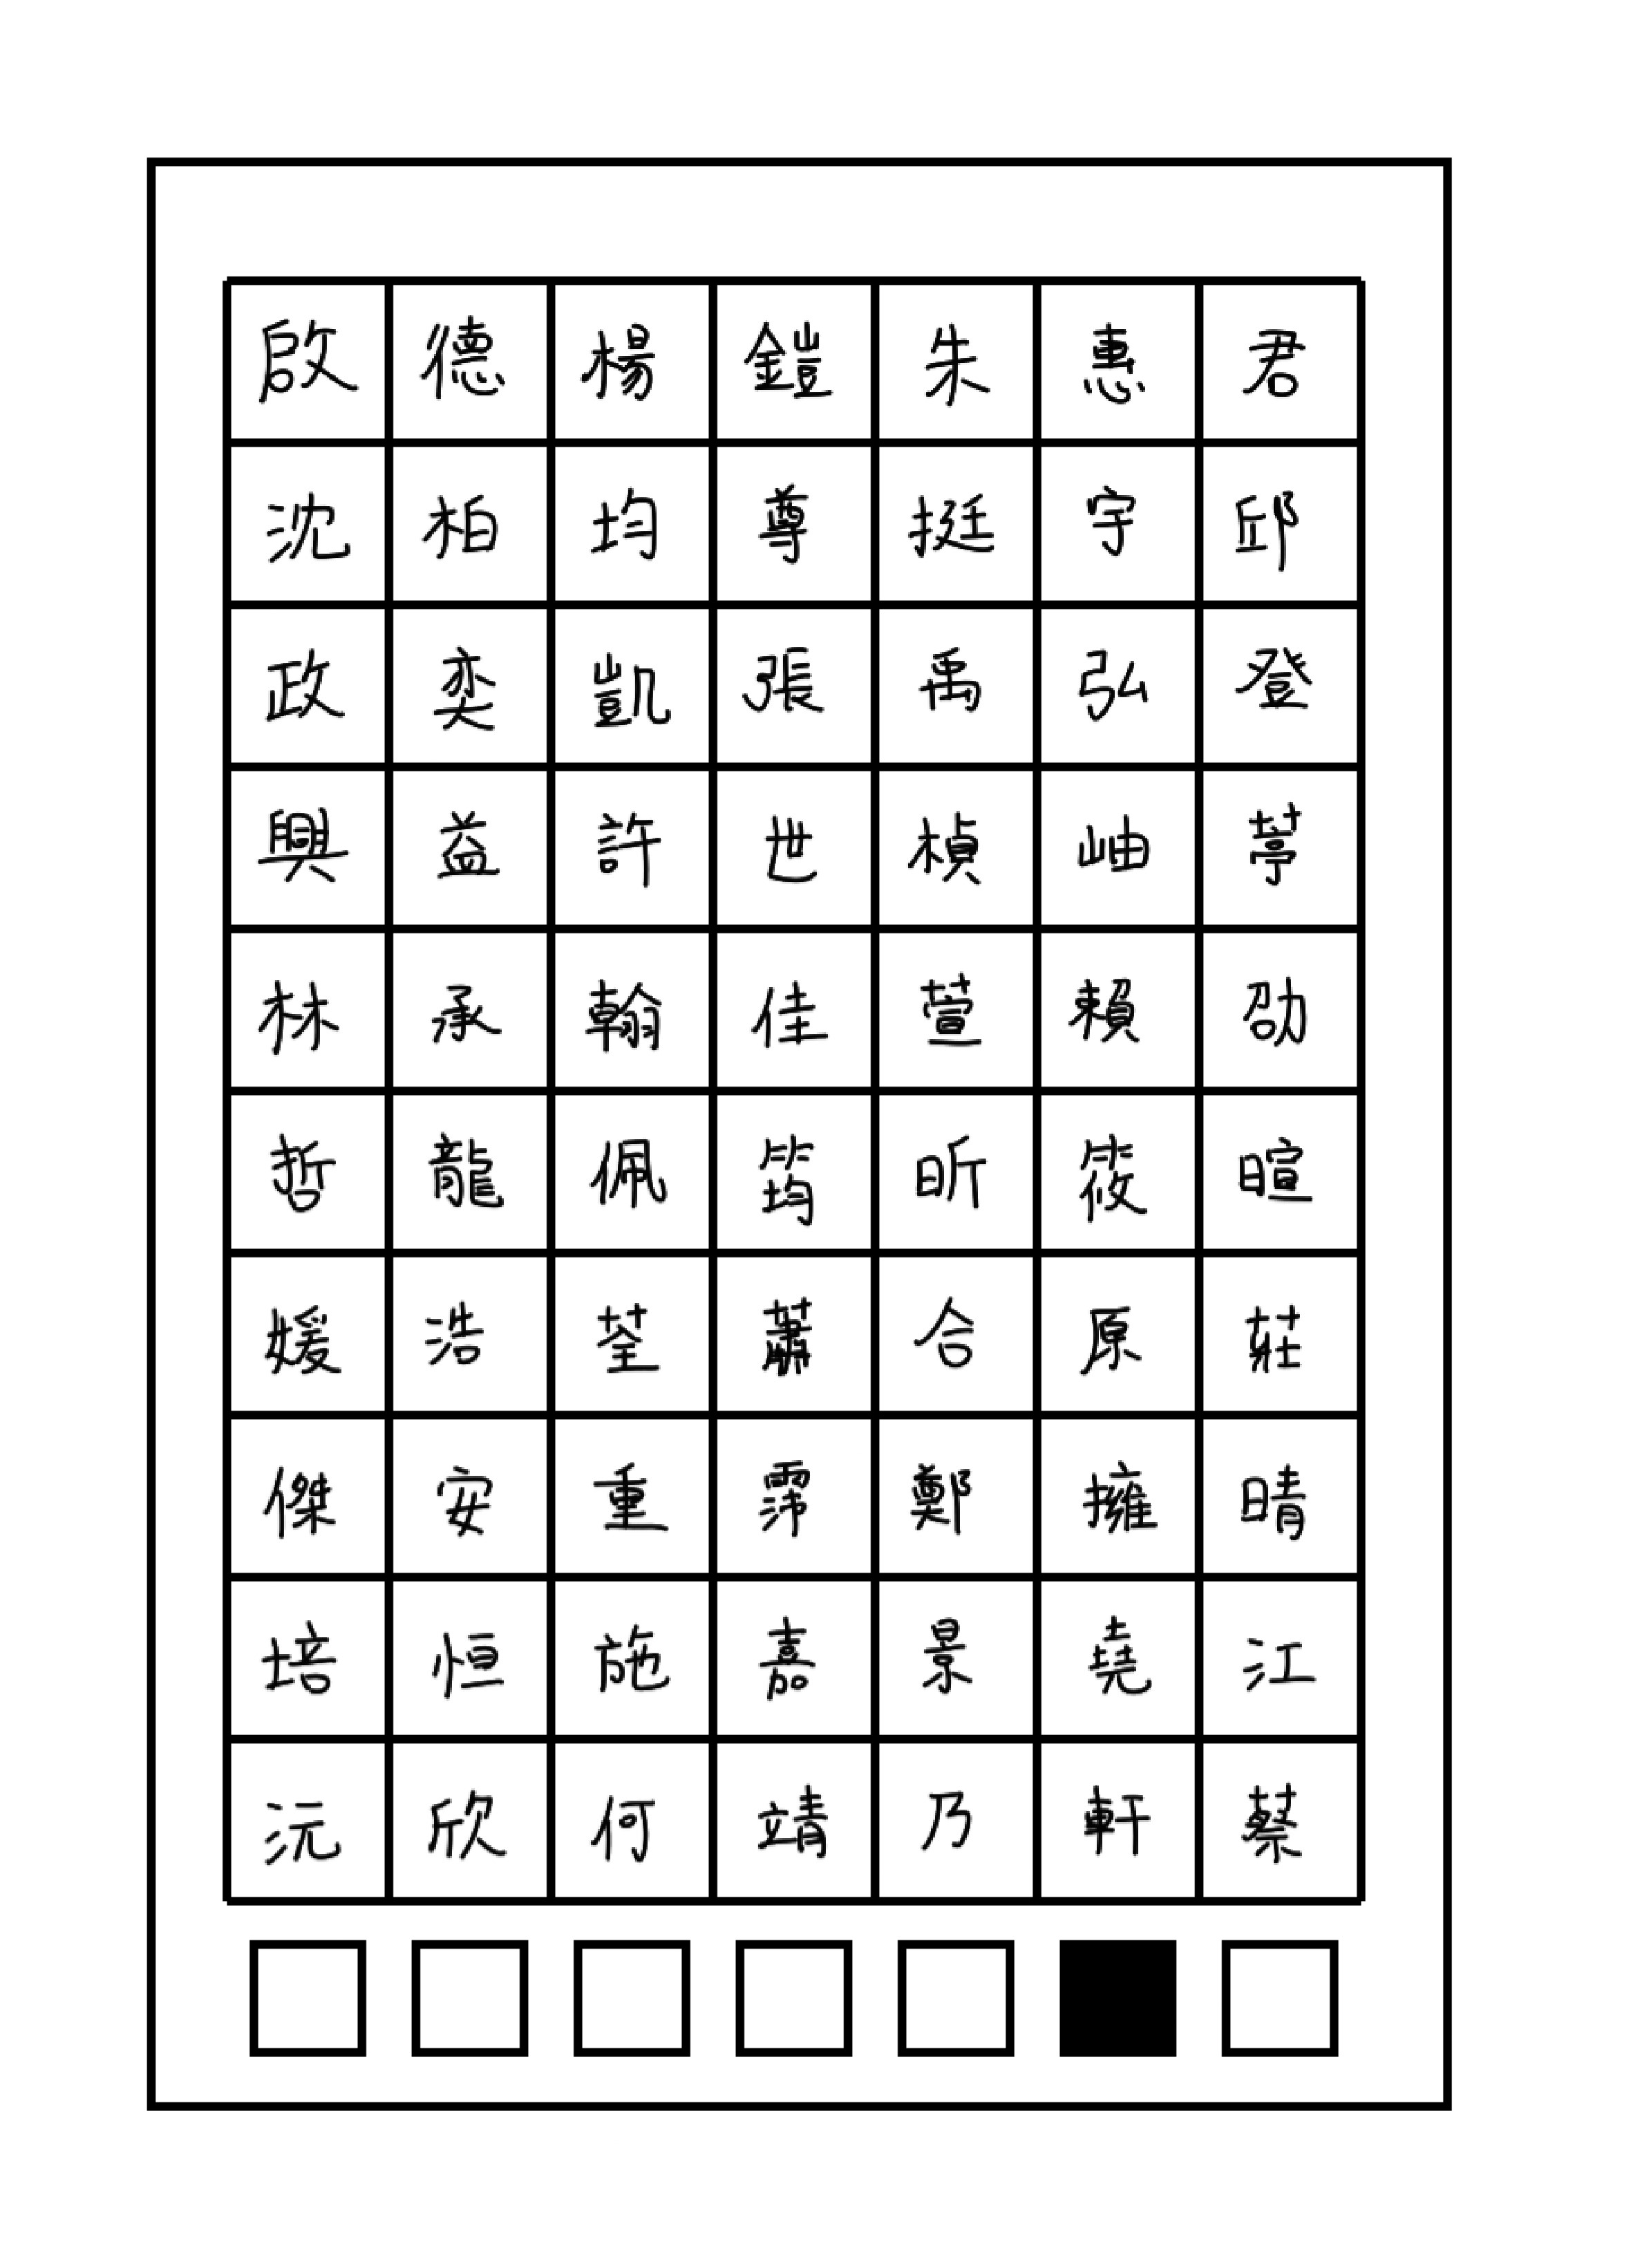 啟德楊鎧朱惠君
沈柏均尊挺宇邱
政奕凱張禹弘登
興益許世楨岫葶
林承翰佳萱賴劭
哲龍佩筠昕筱暄
媛浩荃蕭合原莊
傑安重霈鄭擁晴
培恒施嘉景堯江
沅欣何靖乃軒蔡